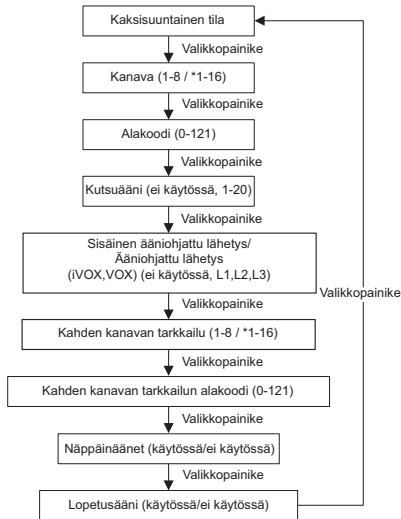 Kaksisuuntainen tila
Valikkopainike
Kanava (1-8 / *1-16)
Valikkopainike
Alakoodi (0-121)
Valikkopainike
Kutsuääni (ei käytössä, 1-20)
Valikkopainike
Sisäinen ääniohjattu lähetys/
Ääniohjattu lähetys
(iVOX,VOX) (ei käytössä, L1,L2,L3)
Valikkopainike
Valikkopainike
Kahden kanavan tarkkailu (1-8 / *1-16)
Valikkopainike
Kahden kanavan tarkkailun alakoodi (0-121)
Valikkopainike
Näppäinäänet (käytössä/ei käytössä)
Valikkopainike
Lopetusääni (käytössä/ei käytössä)